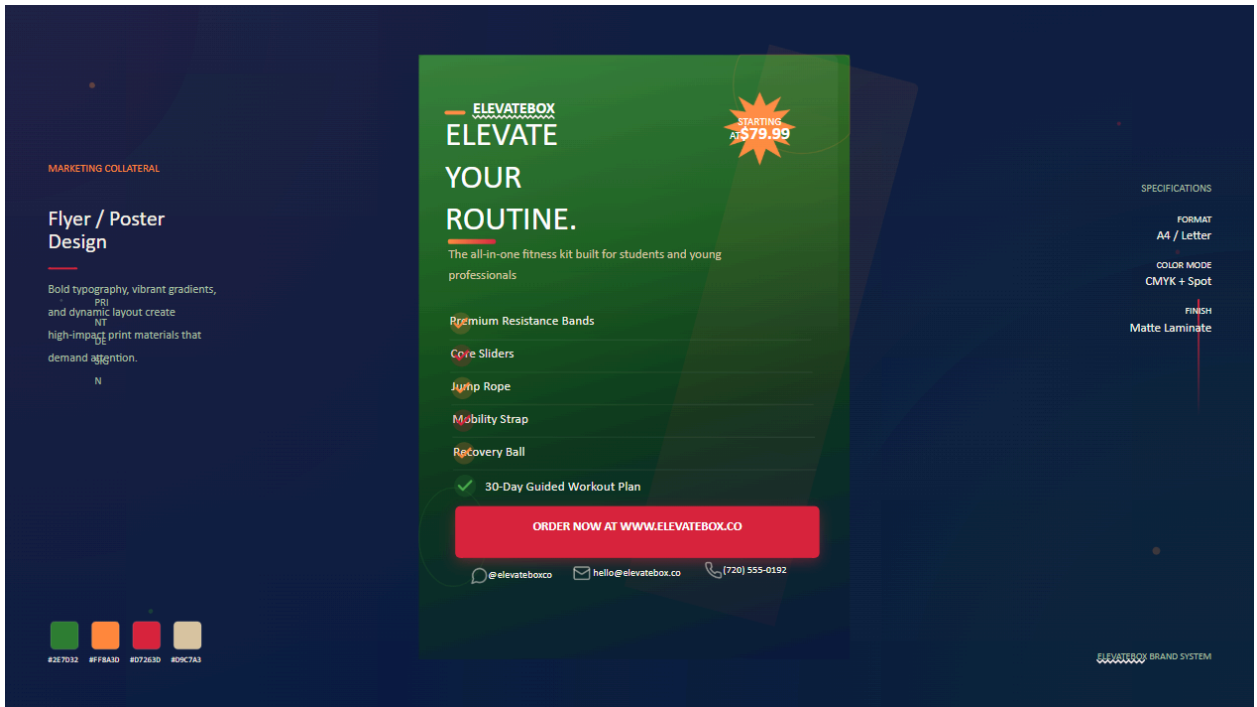 MARKETING COLLATERAL
Flyer / Poster
Design
Bold typography, vibrant gradients,
and dynamic layout create
high-impact print materials that
demand attention.
PRI
NT
DE
SIG
N
#2E7D32 #FF8A3D #D7263D #D9C7A3
ELEVATEBOX
ELEVATE
YOUR
ROUTINE.
STARTING
AT$79.99
The all-in-one fitness kit built for students and young
professionals
Premium Resistance Bands
Core Sliders
Jump Rope
Mobility Strap
Recovery Ball
30-Day Guided Workout Plan
ORDER NOW AT WWW.ELEVATEBOX.CO
@elevateboxco hello@elevatebox.co (720) 555-0192
SPECIFICATIONS
FORMAT
A4 / Letter
COLOR MODE
CMYK + Spot
FINISH
Matte Laminate
ELEVATEBOX BRAND SYSTEM